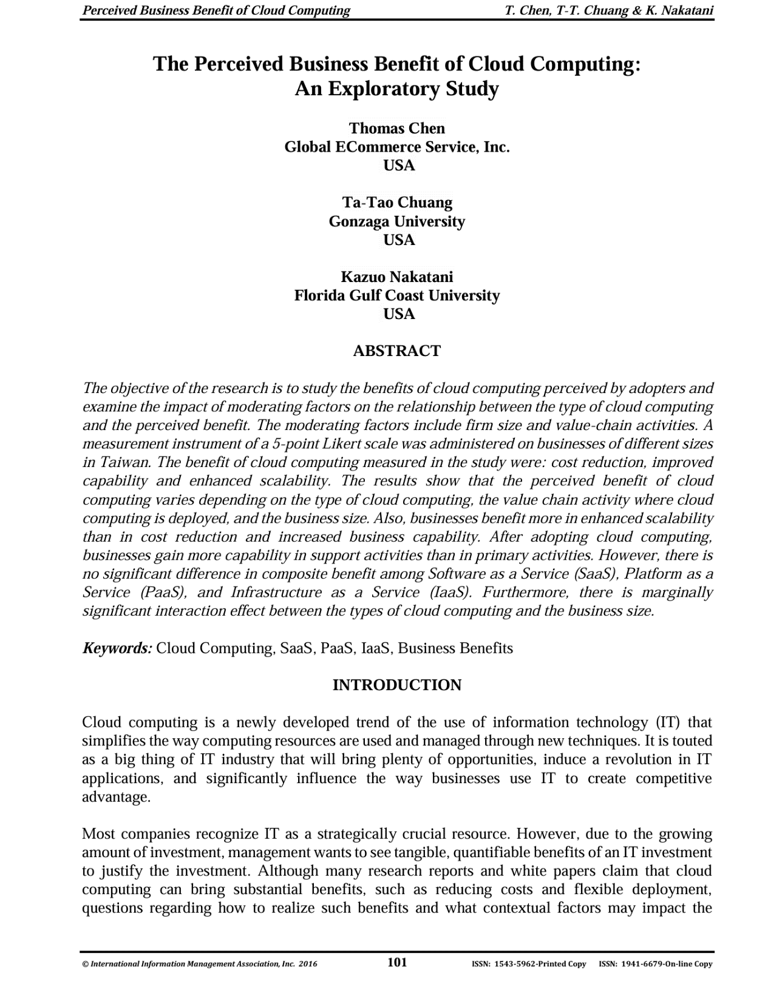 Perceived Business Benefit of Cloud Computing T. Chen, T-T. Chuang & K. Nakatani
The Perceived Business Benefit of Cloud Computing:
An Exploratory Study
Thomas Chen
Global ECommerce Service, Inc.
USA
Ta-Tao Chuang
Gonzaga University
USA
Kazuo Nakatani
Florida Gulf Coast University
USA
ABSTRACT
The objective of the research is to study the benefits of cloud computing perceived by adopters and
examine the impact of moderating factors on the relationship between the type of cloud computing
and the perceived benefit. The moderating factors include firm size and value-chain activities. A
measurement instrument of a 5-point Likert scale was administered on businesses of different sizes
in Taiwan. The benefit of cloud computing measured in the study were: cost reduction, improved
capability and enhanced scalability. The results show that the perceived benefit of cloud
computing varies depending on the type of cloud computing, the value chain activity where cloud
computing is deployed, and the business size. Also, businesses benefit more in enhanced scalability
than in cost reduction and increased business capability. After adopting cloud computing,
businesses gain more capability in support activities than in primary activities. However, there is
no significant difference in composite benefit among Software as a Service (SaaS), Platform as a
Service (PaaS), and Infrastructure as a Service (IaaS). Furthermore, there is marginally
significant interaction effect between the types of cloud computing and the business size.
Keywords: Cloud Computing, SaaS, PaaS, IaaS, Business Benefits
INTRODUCTION
Cloud computing is a newly developed trend of the use of information technology (IT) that
simplifies the way computing resources are used and managed through new techniques. It is touted
as a big thing of IT industry that will bring plenty of opportunities, induce a revolution in IT
applications, and significantly influence the way businesses use IT to create competitive
advantage.
Most companies recognize IT as a strategically crucial resource. However, due to the growing
amount of investment, management wants to see tangible, quantifiable benefits of an IT investment
to justify the investment. Although many research reports and white papers claim that cloud
computing can bring substantial benefits, such as reducing costs and flexible deployment,
questions regarding how to realize such benefits and what contextual factors may impact the
© International Information Management Association, Inc. 2016 101 ISSN: 1543-5962-Printed Copy ISSN: 1941-6679-On-line Copy